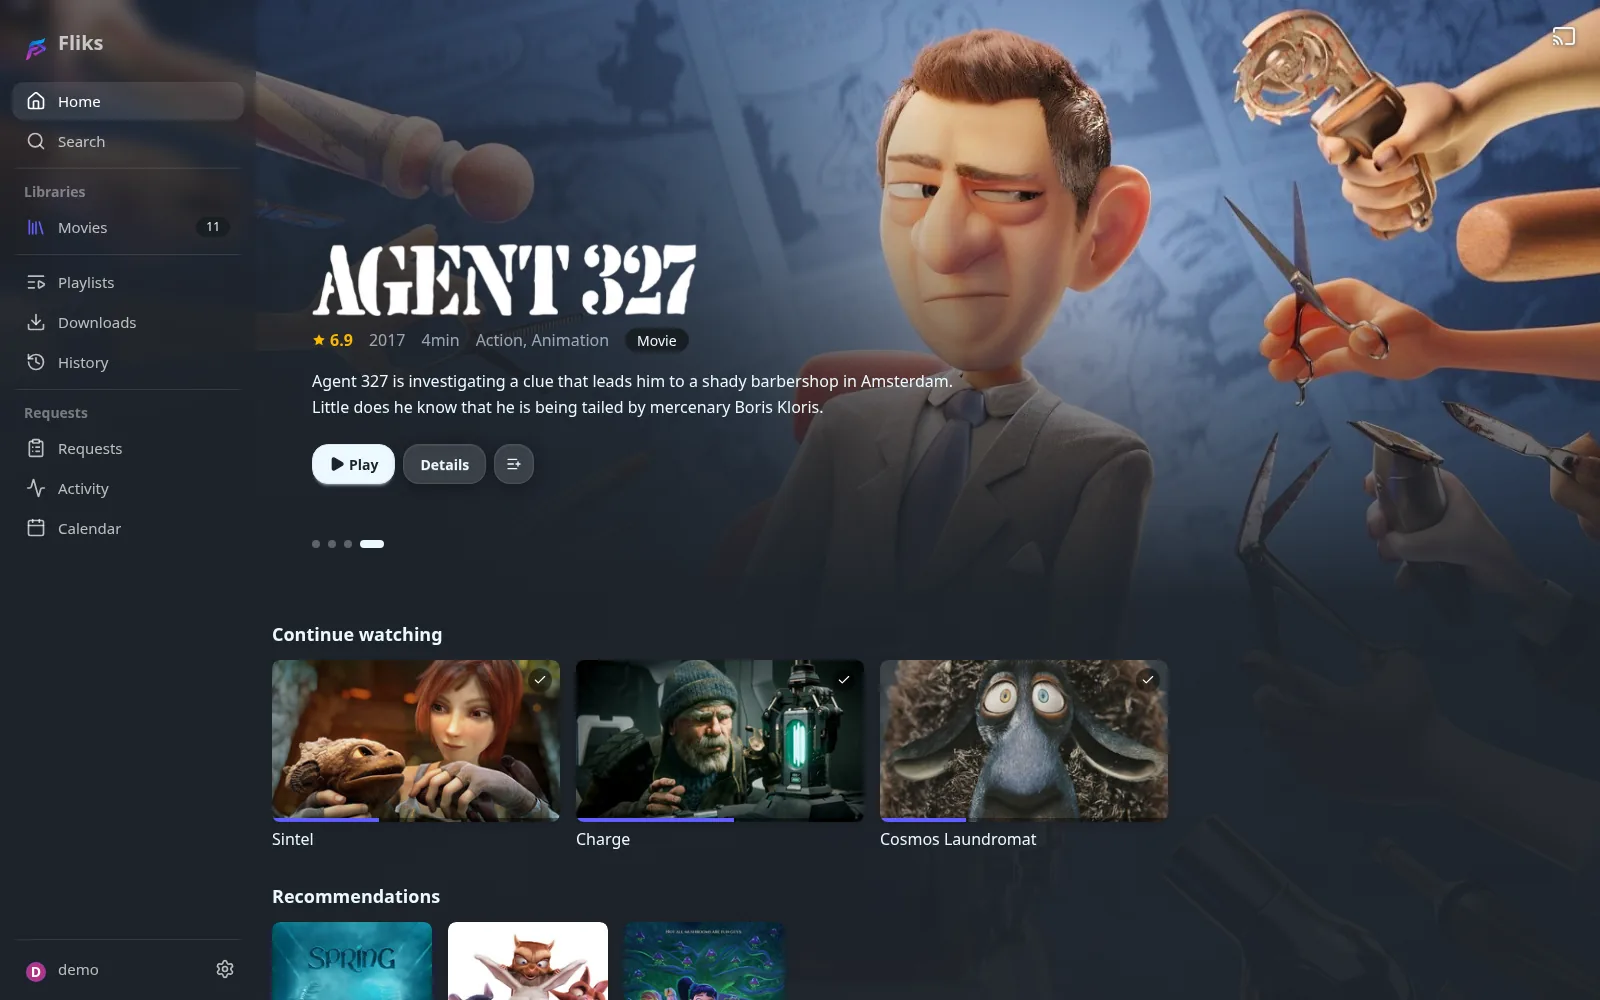 Fliks
Home
Search
Libraries
Movies 11
Playlists
Downloads
History
Requests
Requests
Activity
Calendar
D demo
AGENT 327
6.9 2017 4min Action, Animation Movie
Agent 327 is investigating a clue that leads him to a shady barbershop in Amsterdam.
Little does he know that he is being tailed by mercenary Boris Kloris.
Play Details
Continue watching
Sintel Charge Cosmos Laundromat
Recommendations
SPRING